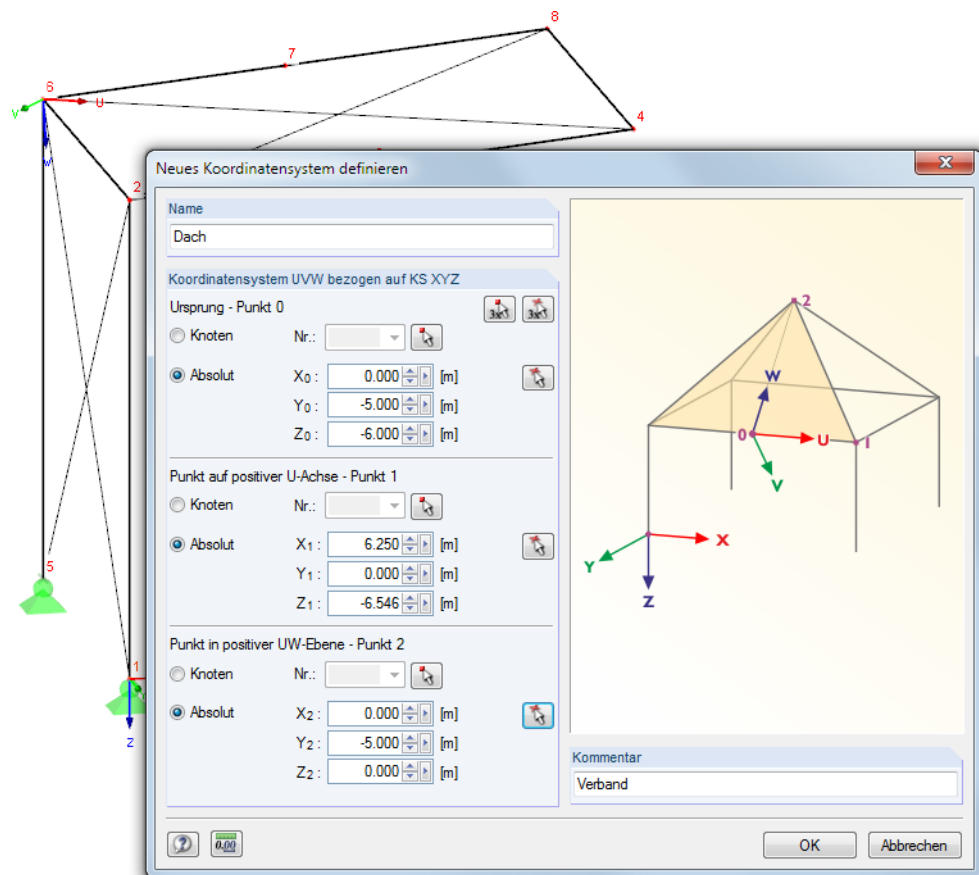 8
7
6
V
U
W
4
2
5
1
Z
Neues Koordinatensystem definieren
Name
Dach
Koordinatensystem UVW bezogen auf KS XYZ
Ursprung - Punkt 0
3x 3x
Knoten Nr.:
Absolut X0 : 0.000 [m]
Y0 : -5.000 [m]
Z0 : -6.000 [m]
Punkt auf positiver U-Achse - Punkt 1
Knoten Nr.:
Absolut X1 : 6.250 [m]
Y1 : 0.000 [m]
Z1 : -6.546 [m]
Punkt in positiver UW-Ebene - Punkt 2
Knoten Nr.:
Absolut X2 : 0.000 [m]
Y2 : -5.000 [m]
Z2 : 0.000 [m]
2
W
0
U
1
V
X
Y
Z
Kommentar
Verband
? 0.00
OK Abbrechen